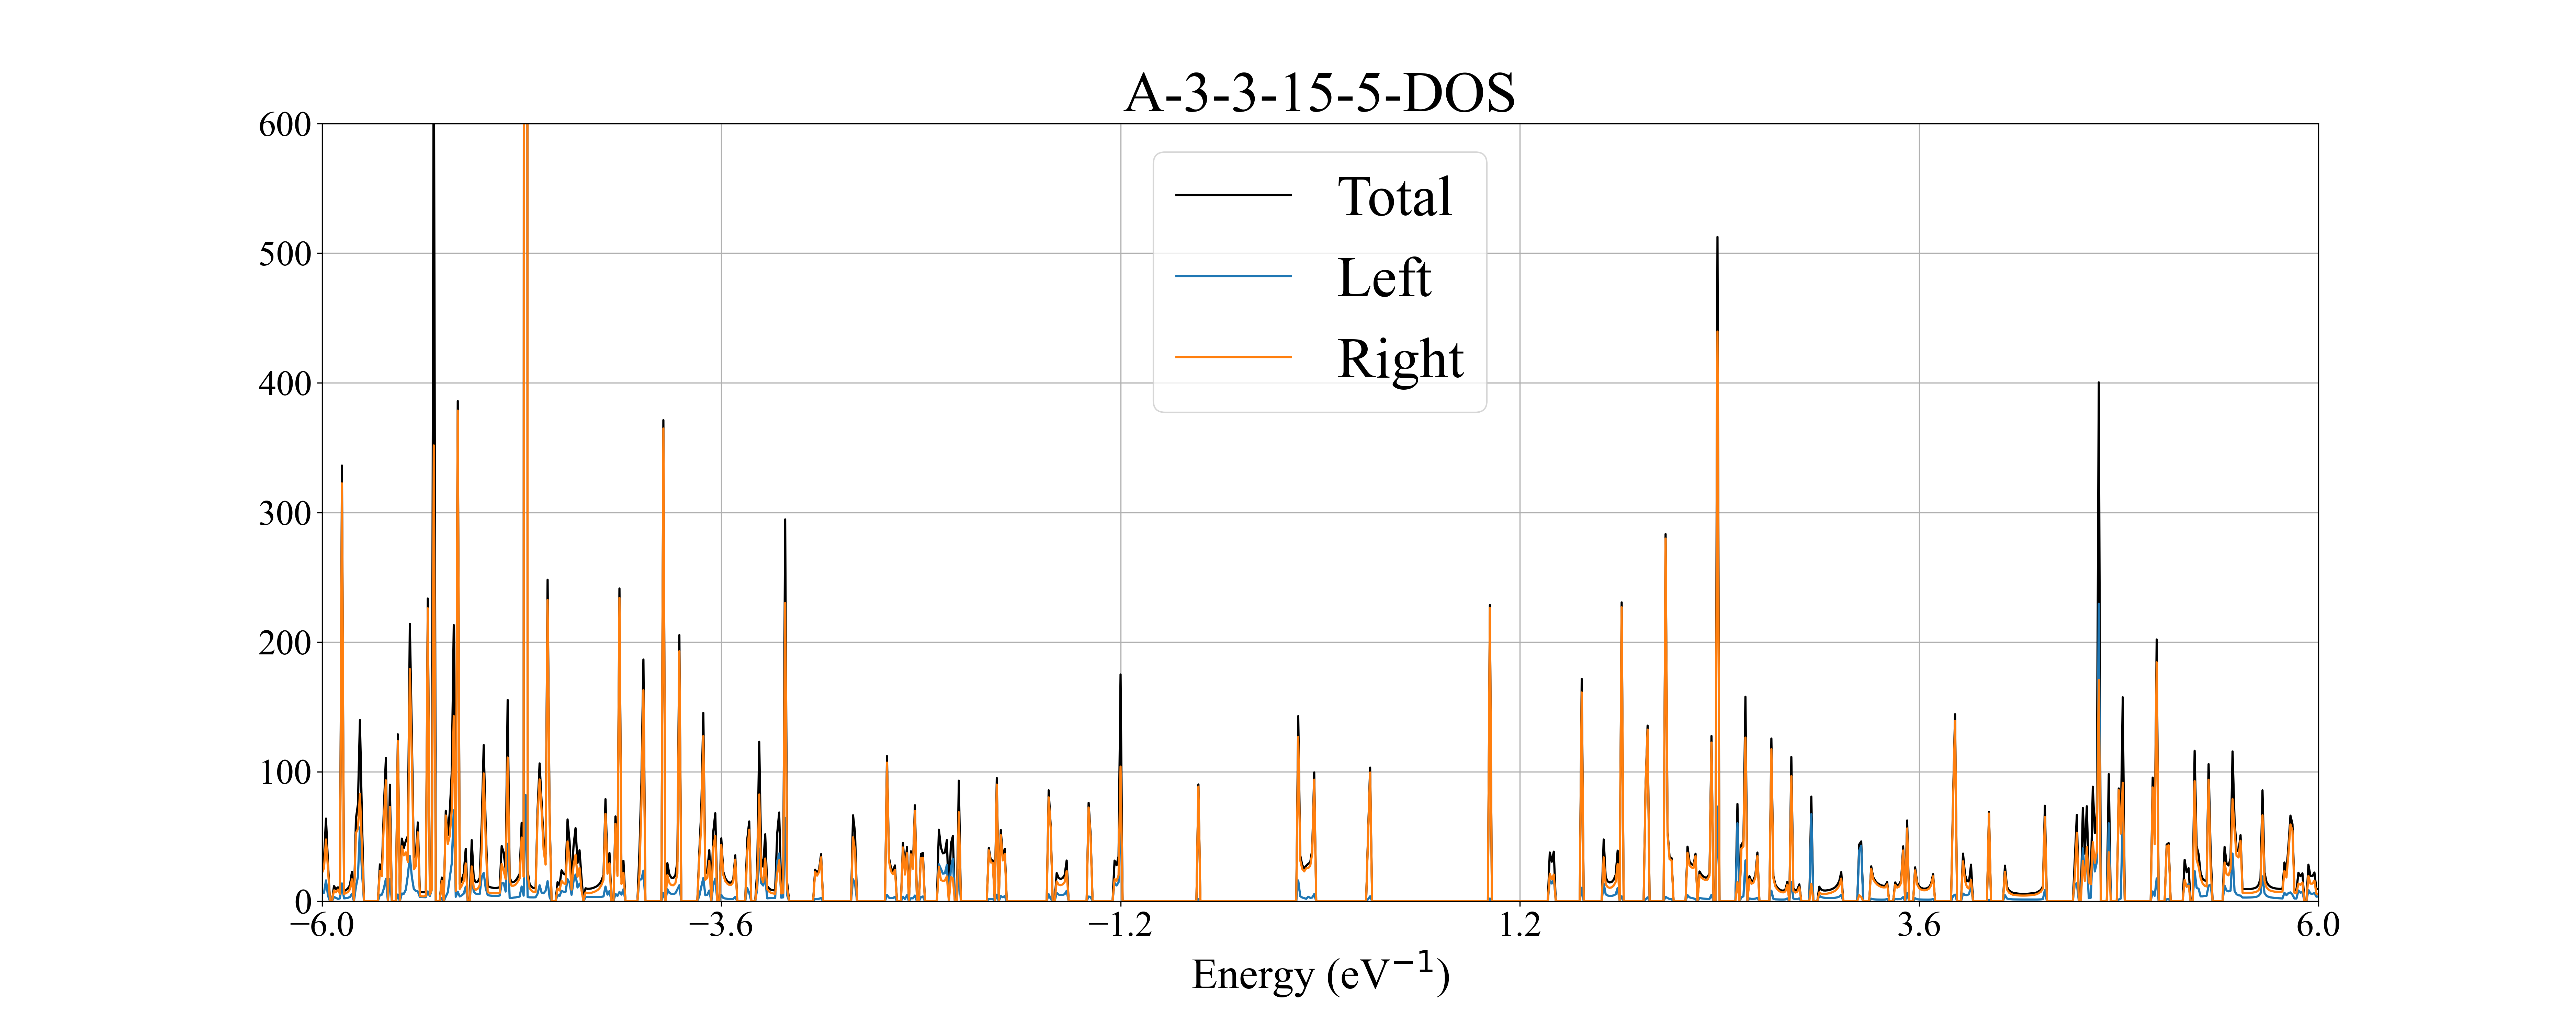 A-3-3-15-5-DOS
600
500
400
300
200
100
0
Total
Left
Right
−6.0 −3.6 −1.2 1.2 3.6 6.0
Energy (eV⁻¹)